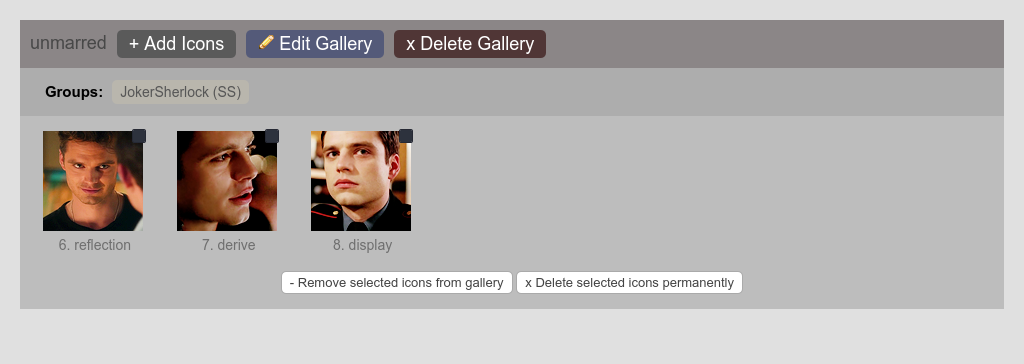 unmarred + Add Icons Edit Gallery x Delete Gallery
Groups: JokerSherlock (SS)
6. reflection 7. derive 8. display
- Remove selected icons from gallery x Delete selected icons permanently